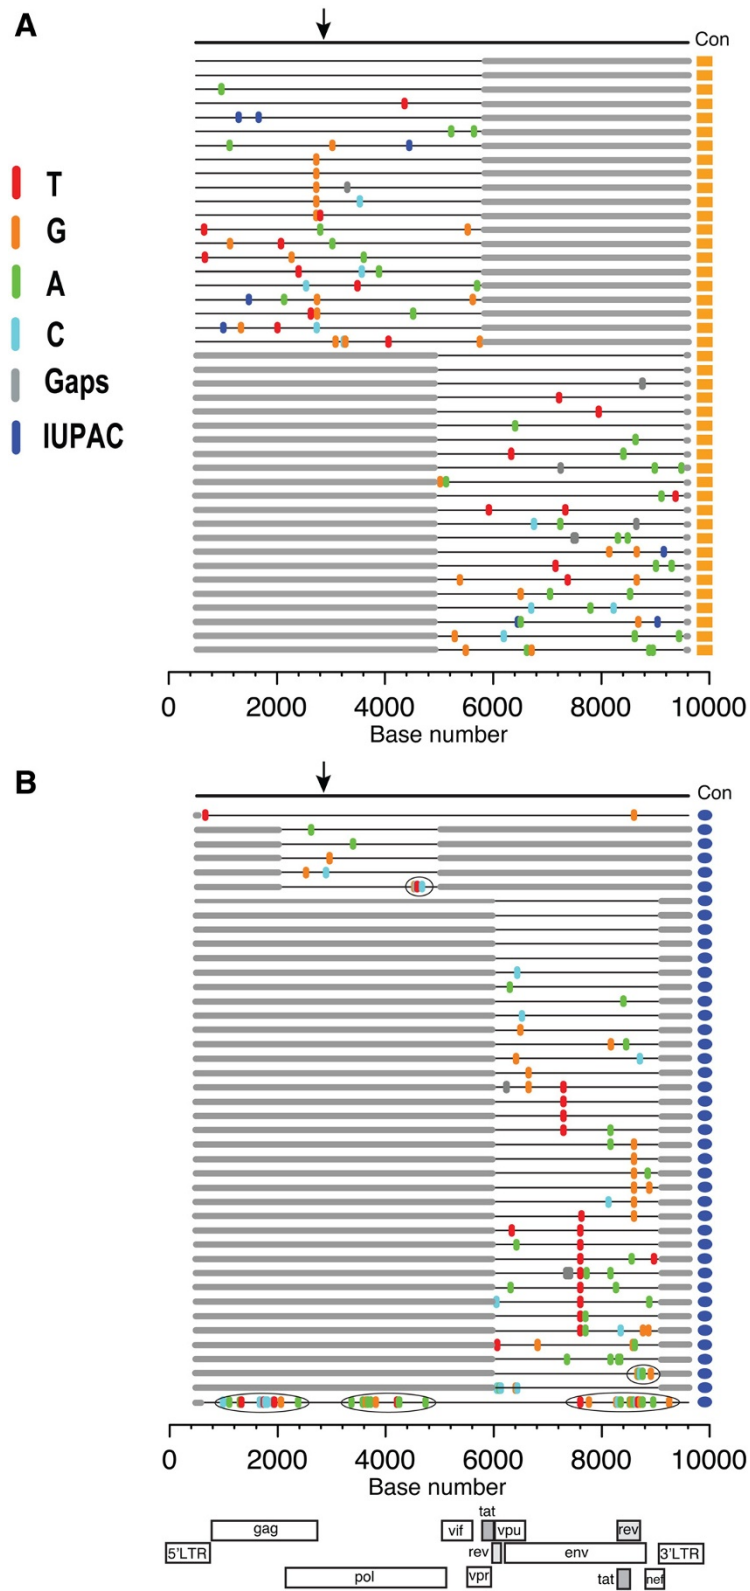 A
Con
T
G
A
C
Gaps
IUPAC
0 2000 4000 6000 8000 10000
Base number
B
Con
0 2000 4000 6000 8000 10000
Base number
tat
gag vif vpu rev
5'LTR rev env 3'LTR
pol vpr tat nef